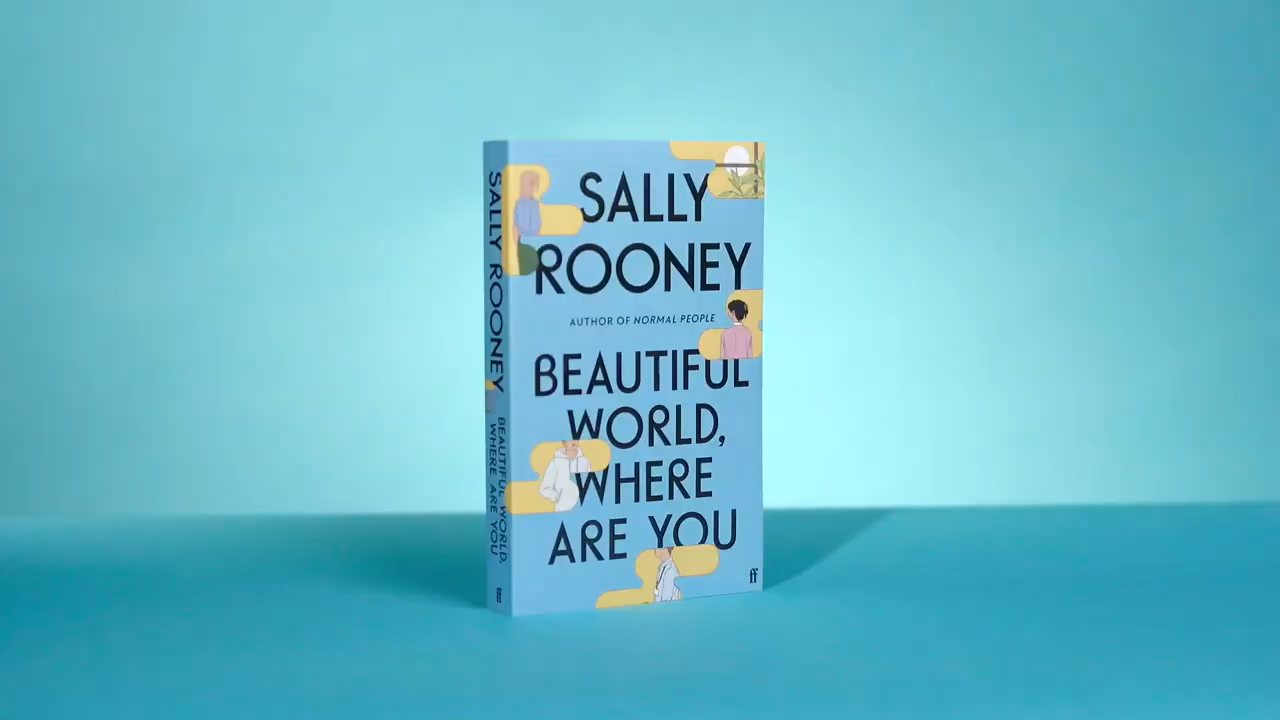 SALLY
ROONEY
AUTHOR OF NORMAL PEOPLE
BEAUTIFUL
WORLD,
WHERE
ARE YOU
ff
SALLY ROONEY
BEAUTIFUL WORLD,
WHERE ARE YOU
ff